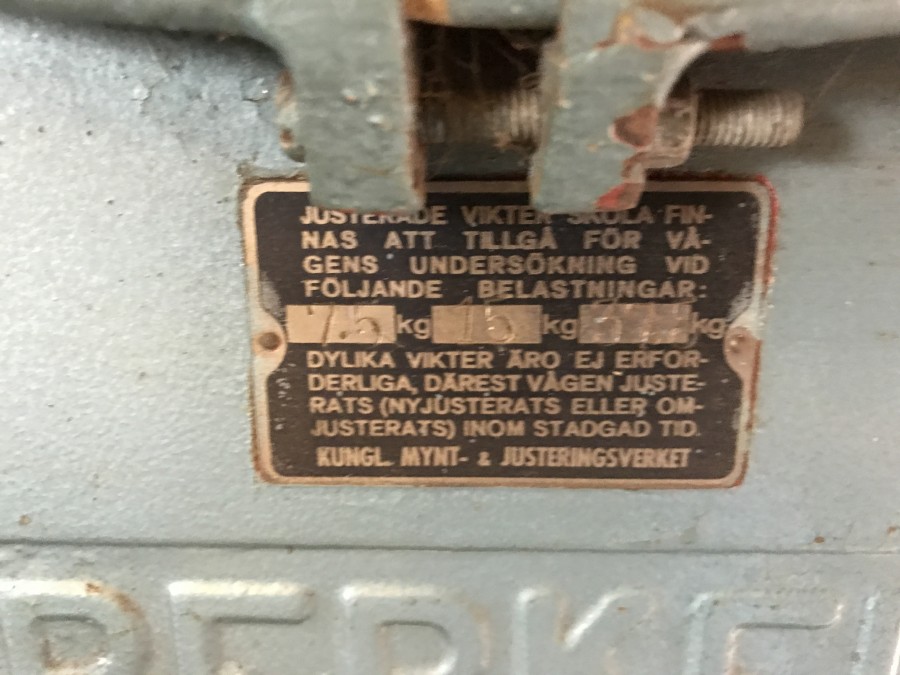 JUSTERADE VIKTER SKOLA FIN-
NAS ATT TILLGÅ FÖR VÅ-
GENS UNDERSÖKNING VID
FÖLJANDE BELASTNINGAR:
7.5 kg 15 kg kg
DYLIKA VIKTER ÄRO EJ ERFOR-
DERLIGA, DÄREST VÅGEN JUSTE-
RATS (NYJUSTERATS ELLER OM-
JUSTERATS) INOM STADGAD TID.
KUNGL. MYNT- & JUSTERINGSVERKET
BERKEL